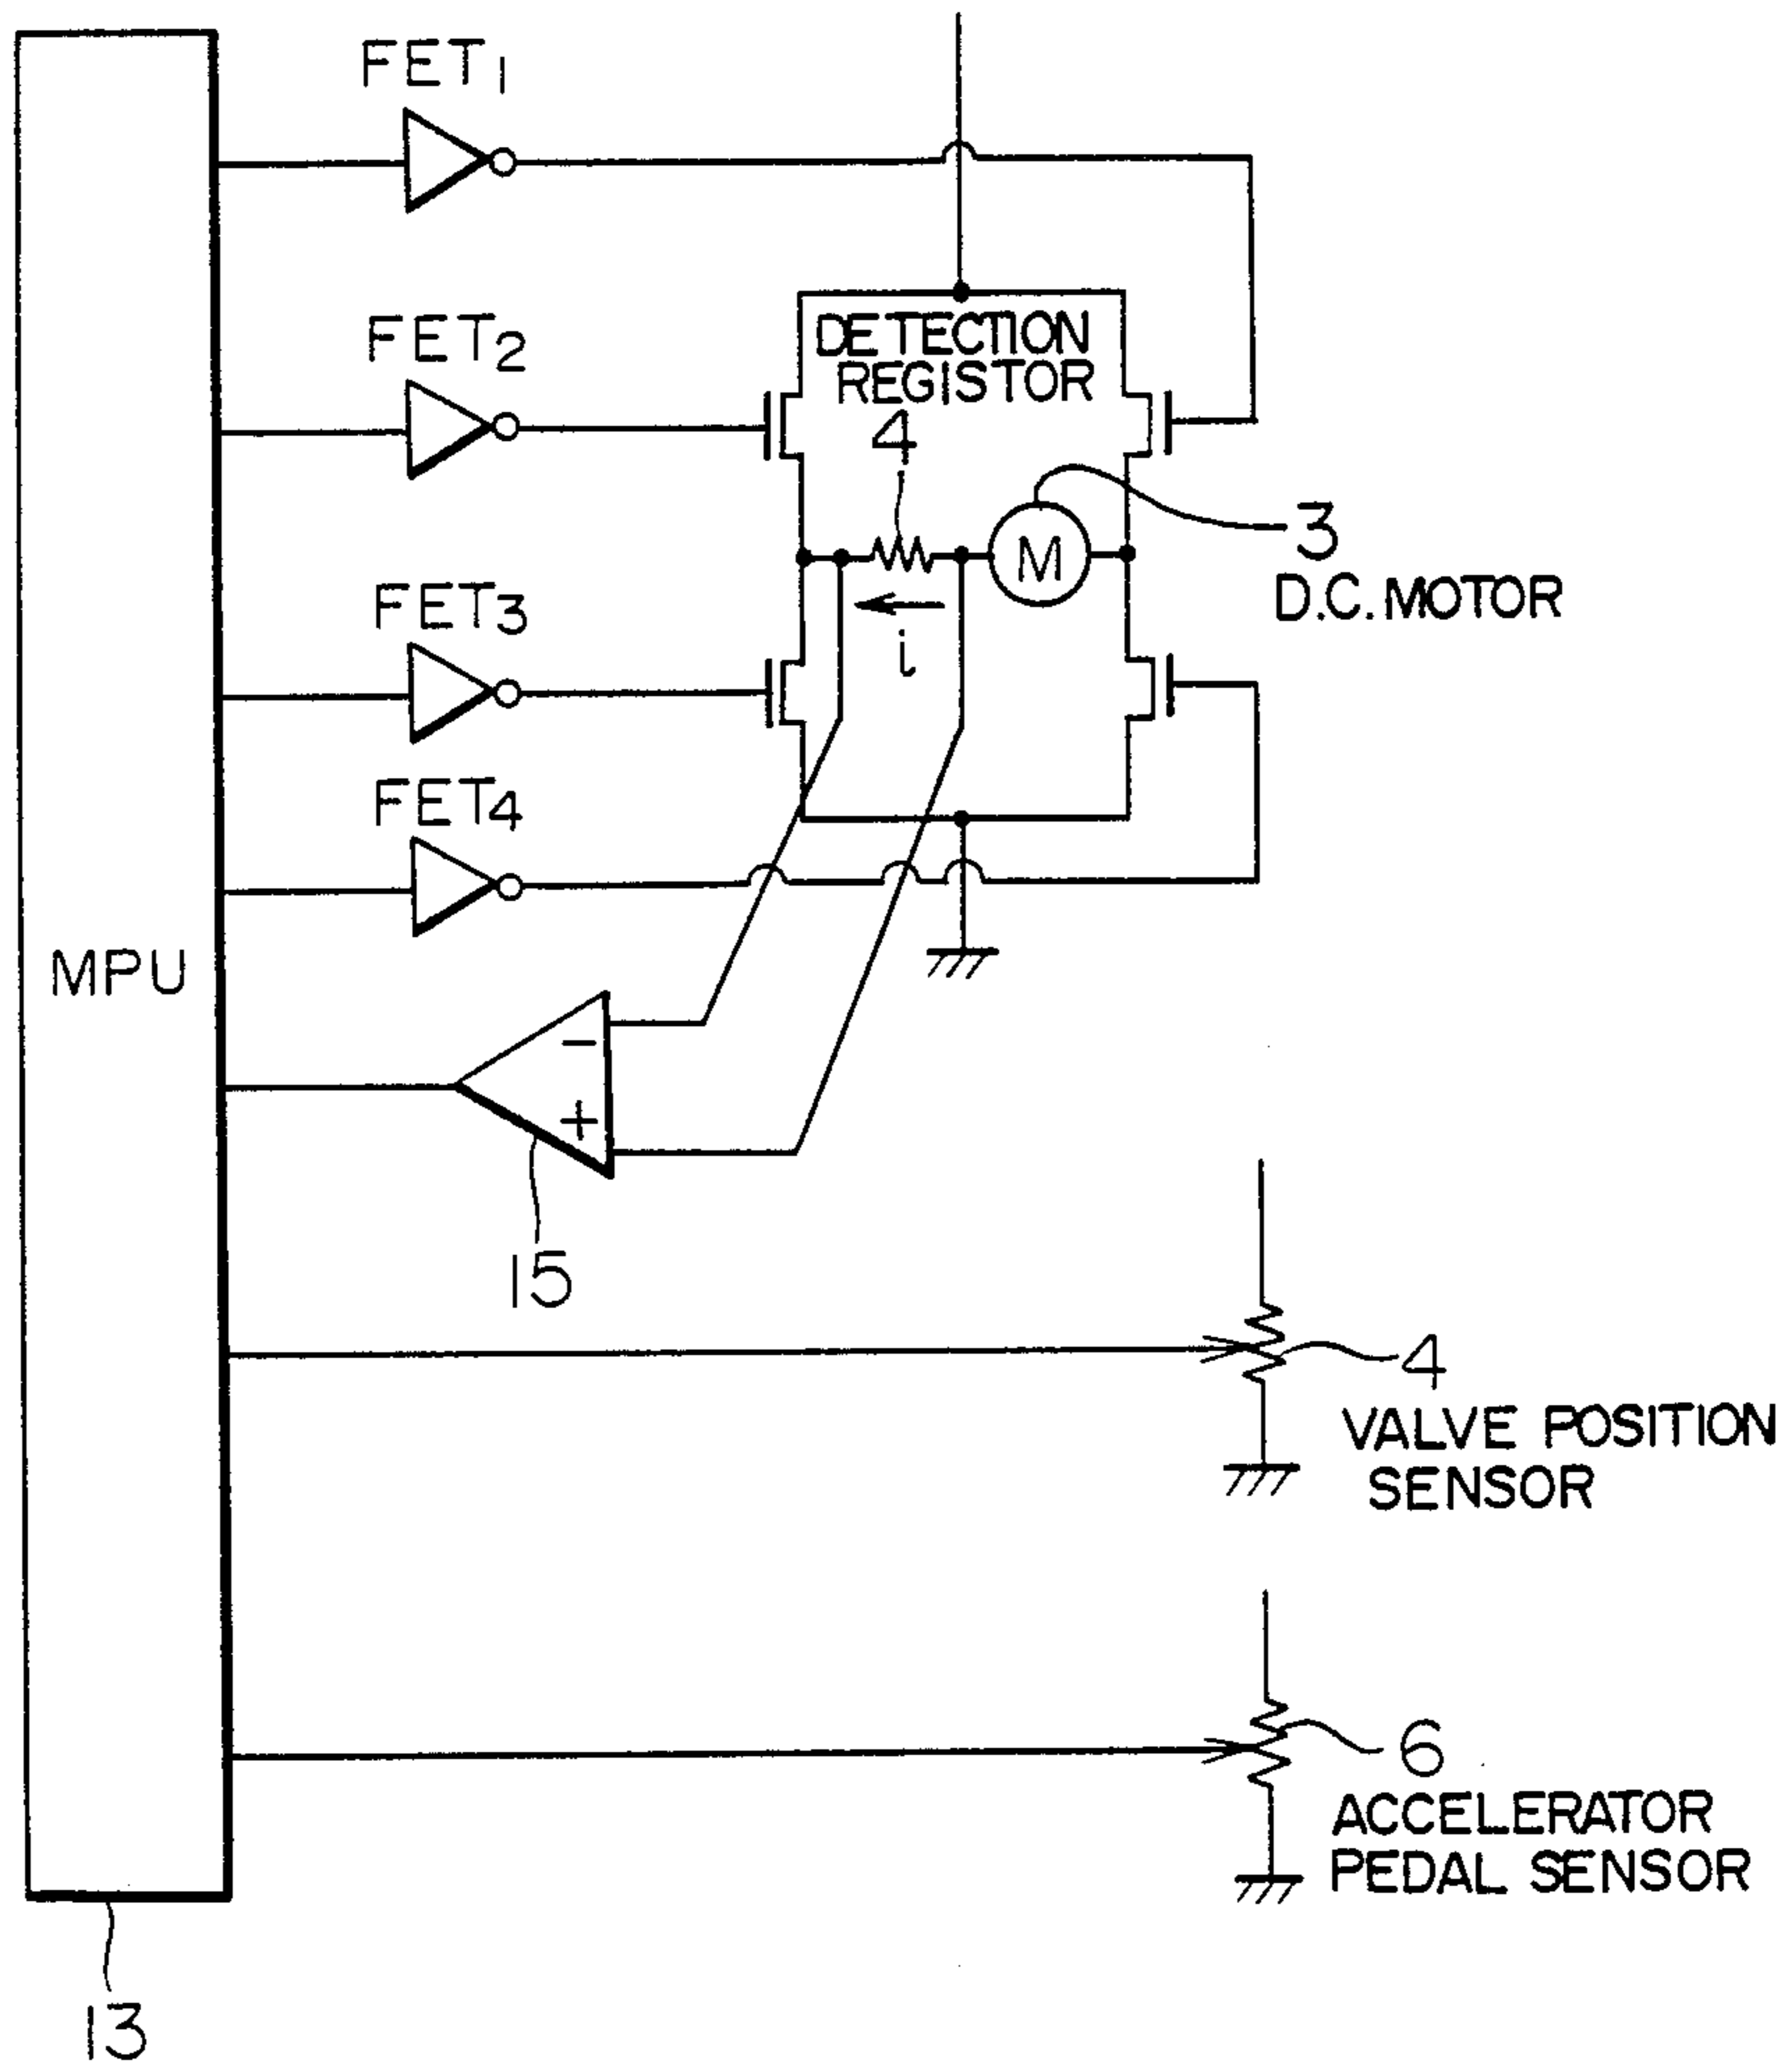 FET1
FET2
DETECTION
REGISTOR
4
M
3
D.C. MOTOR
i
FET3
FET4
MPU
−
+
15
4
VALVE POSITION
SENSOR
6
ACCELERATOR
PEDAL SENSOR
13